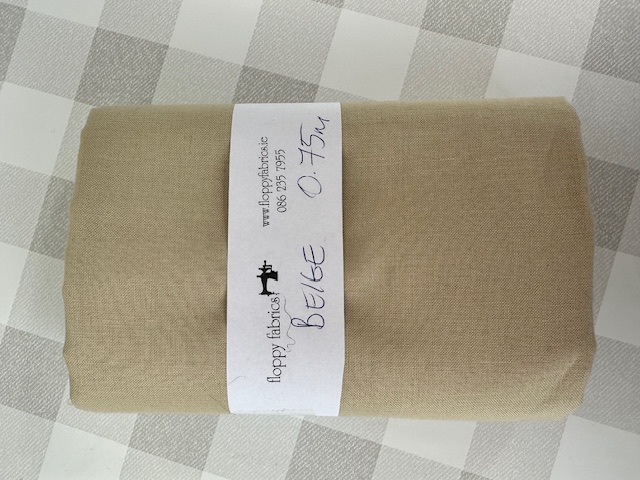 floppy fabrics
www.floppyfabrics.ie
086 235 7955
BEIGE 0.75m